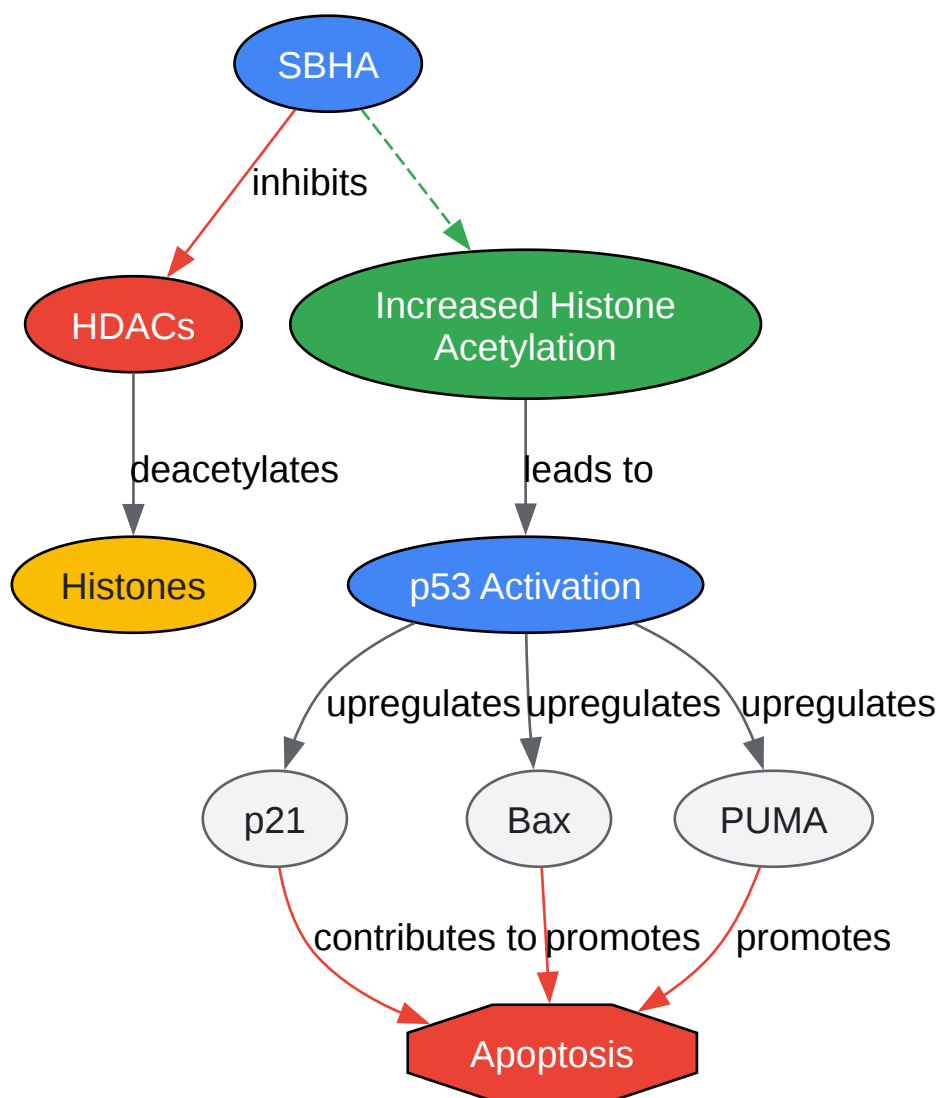 SBHA
inhibits
HDACs
Increased Histone
Acetylation
deacetylates
leads to
Histones
p53 Activation
upregulates
upregulates
upregulates
p21
Bax
PUMA
contributes to
promotes
promotes
Apoptosis